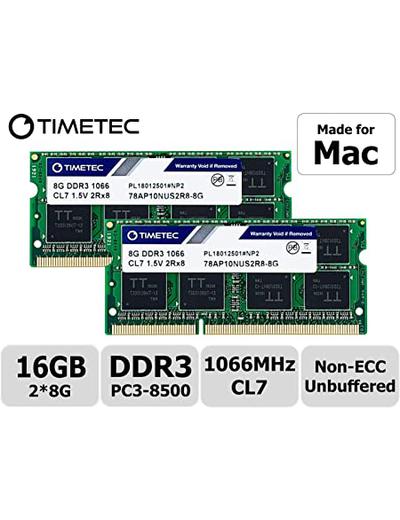 TIMETEC
Made for
Mac
TIMETEC
Warranty Void if Removed
8G DDR3 1066
PL18012501#NP2
CL7 1.5V 2Rx8
78AP10NUS2R8-8G
TIMETEC
Warranty Void if Removed
8G DDR3 1066
PL18012501#NP2
CL7 1.5V 2Rx8
78AP10NUS2R8-8G
16GB
2*8G
DDR3
PC3-8500
1066MHz
CL7
Non-ECC
Unbuffered